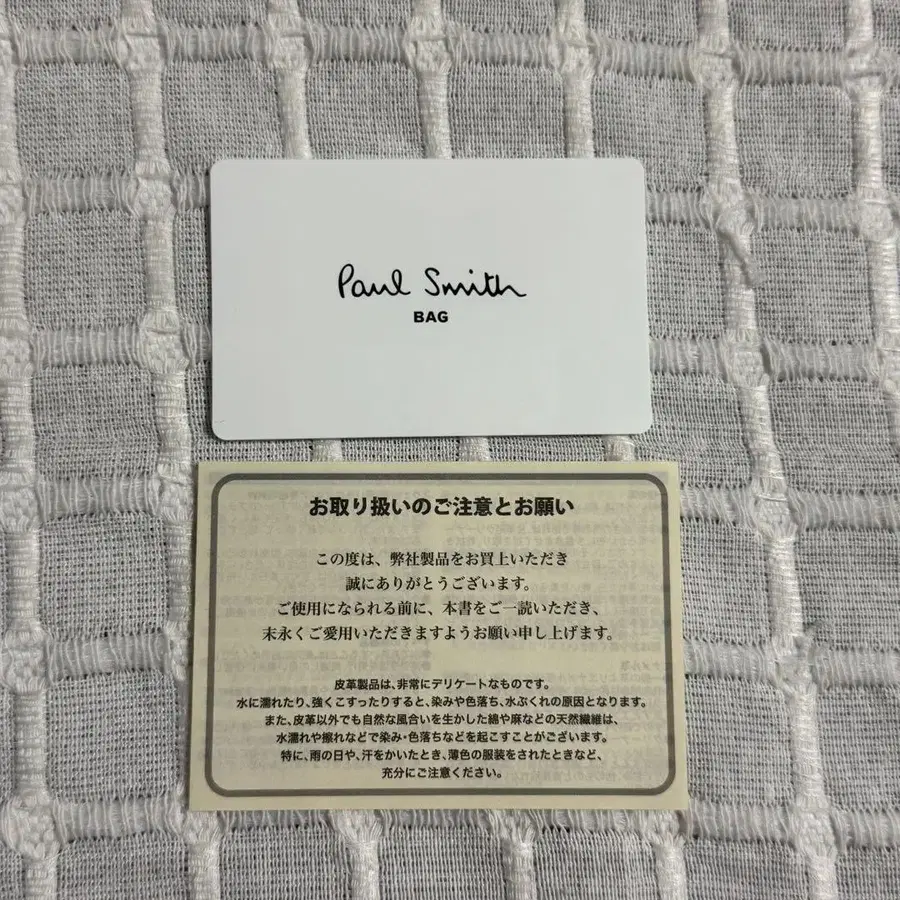 Paul Smith
BAG
お取り扱いのご注意とお願い
この度は、弊社製品をお買上いただき
誠にありがとうございます。
ご使用になられる前に、本書をご一読いただき、
末永くご愛用いただきますようお願い申し上げます。
皮革製品は、非常にデリケートなものです。
水に濡れたり、強くこすったりすると、染みや色落ち、水ぶくれの原因となります。
また、皮革以外でも自然な風合いを生かした綿や麻などの天然繊維は、
水濡れや擦れなどで染み・色落ちなどを起こすことがございます。
特に、雨の日や、汗をかいたとき、薄色の服装をされたときなど、
充分にご注意ください。